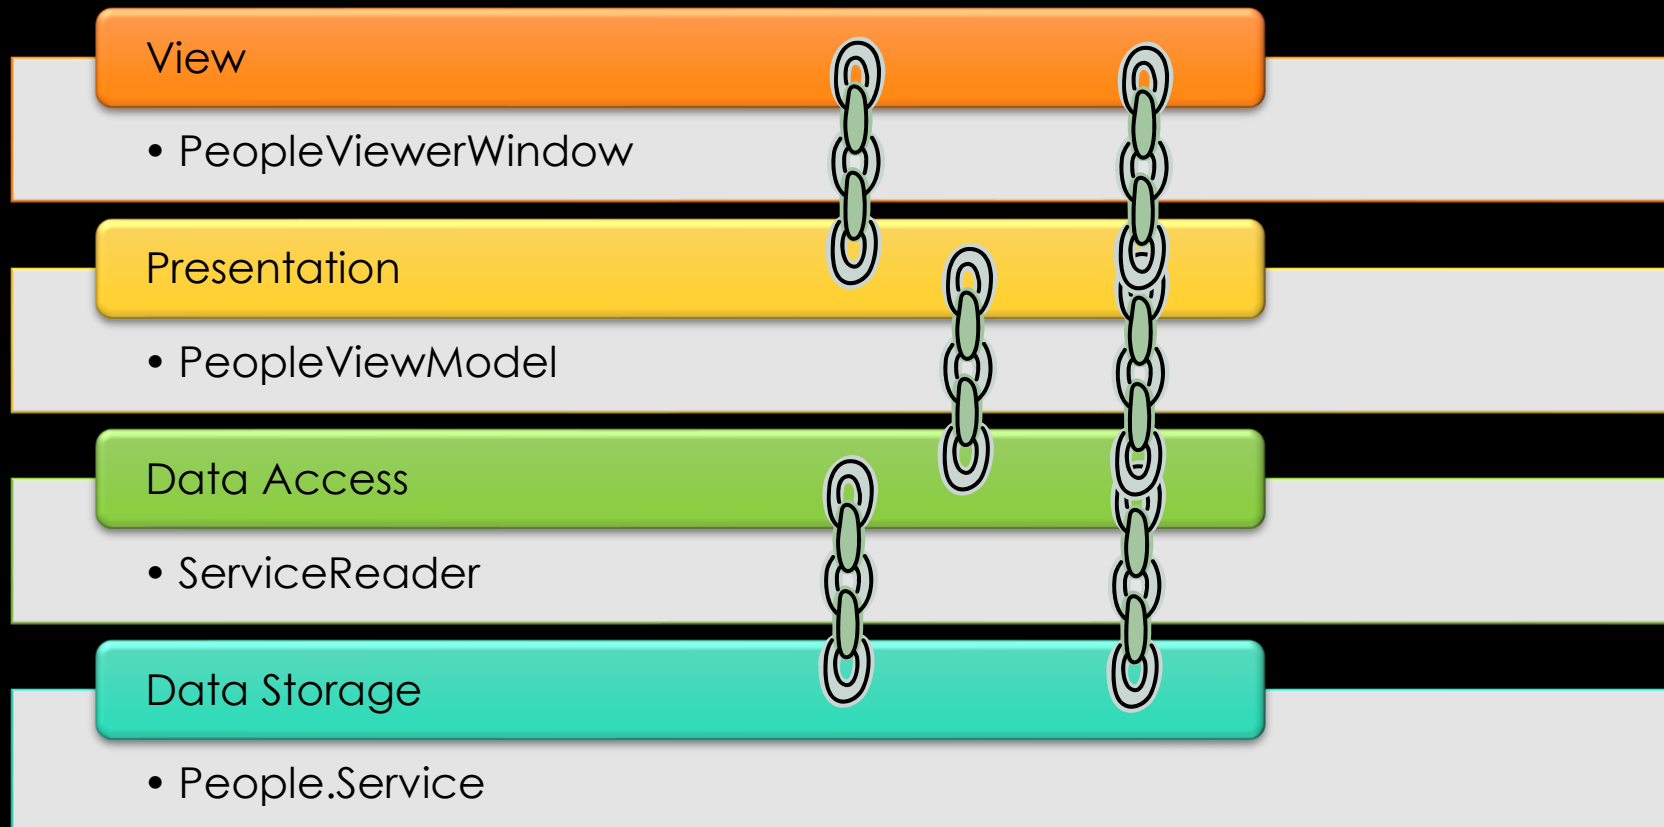 View
• PeopleViewerWindow
Presentation
• PeopleViewModel
Data Access
• ServiceReader
Data Storage
• People.Service